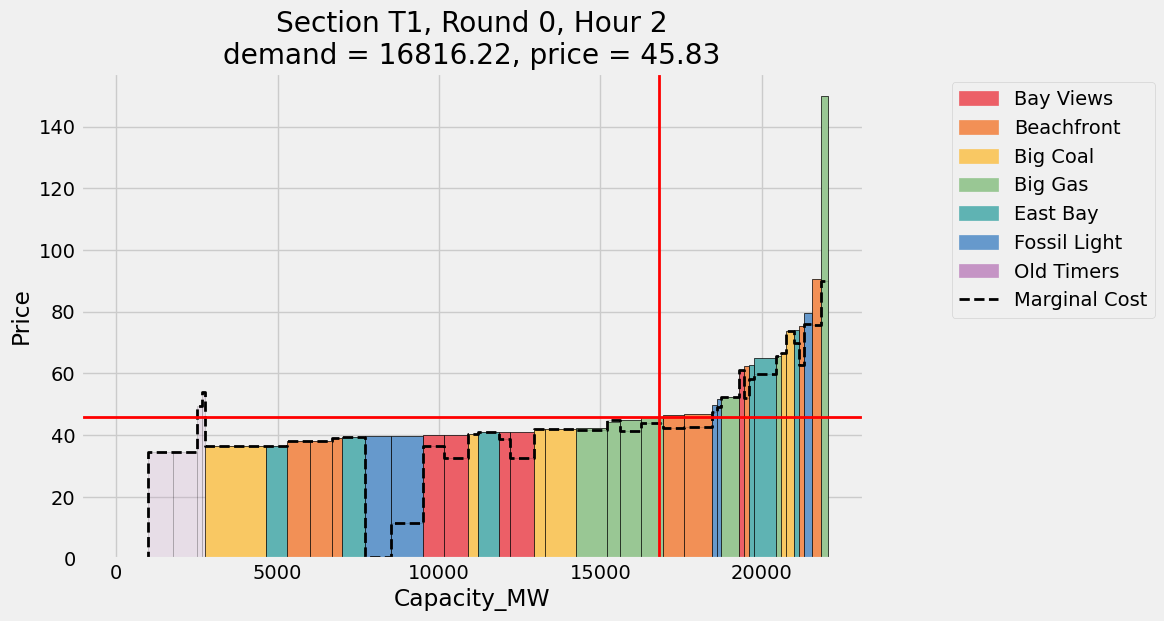 Section T1, Round 0, Hour 2
demand = 16816.22, price = 45.83
Price
140
120
100
80
60
40
20
0
0
5000
10000
15000
20000
Capacity_MW
Bay Views
Beachfront
Big Coal
Big Gas
East Bay
Fossil Light
Old Timers
Marginal Cost